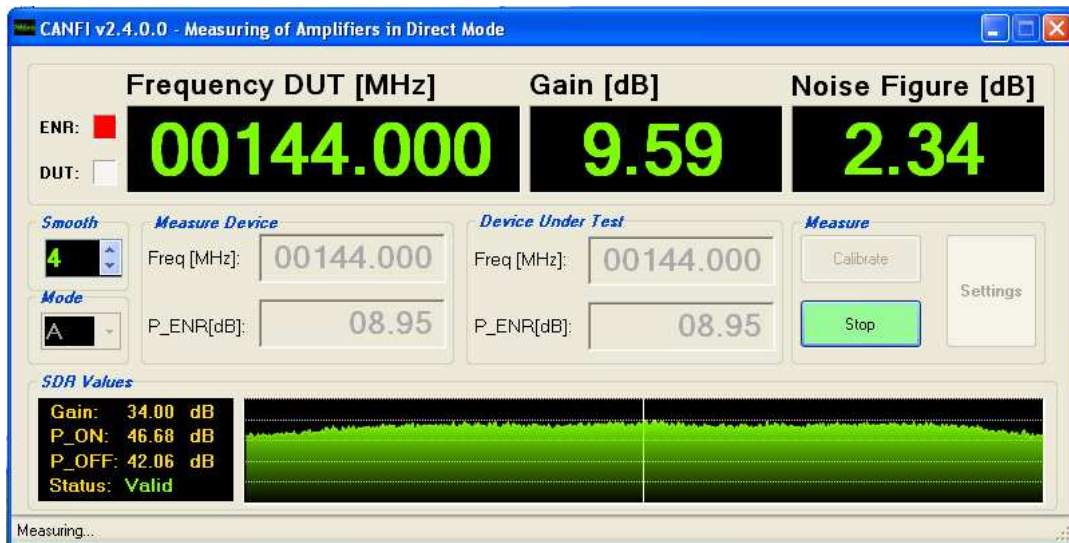 CANFI v2.4.0.0 - Measuring of Amplifiers in Direct Mode
Frequency DUT [MHz] Gain [dB] Noise Figure [dB]
ENR:
DUT:
00144.000 9.59 2.34
Smooth Measure Device Device Under Test Measure
4 Freq [MHz]: 00144.000 Freq [MHz]: 00144.000 Calibrate
Settings
Mode
A P_ENR[dB]: 08.95 P_ENR[dB]: 08.95 Stop
SDR Values
Gain: 34.00 dB
P_ON: 46.68 dB
P_OFF: 42.06 dB
Status: Valid
Measuring...